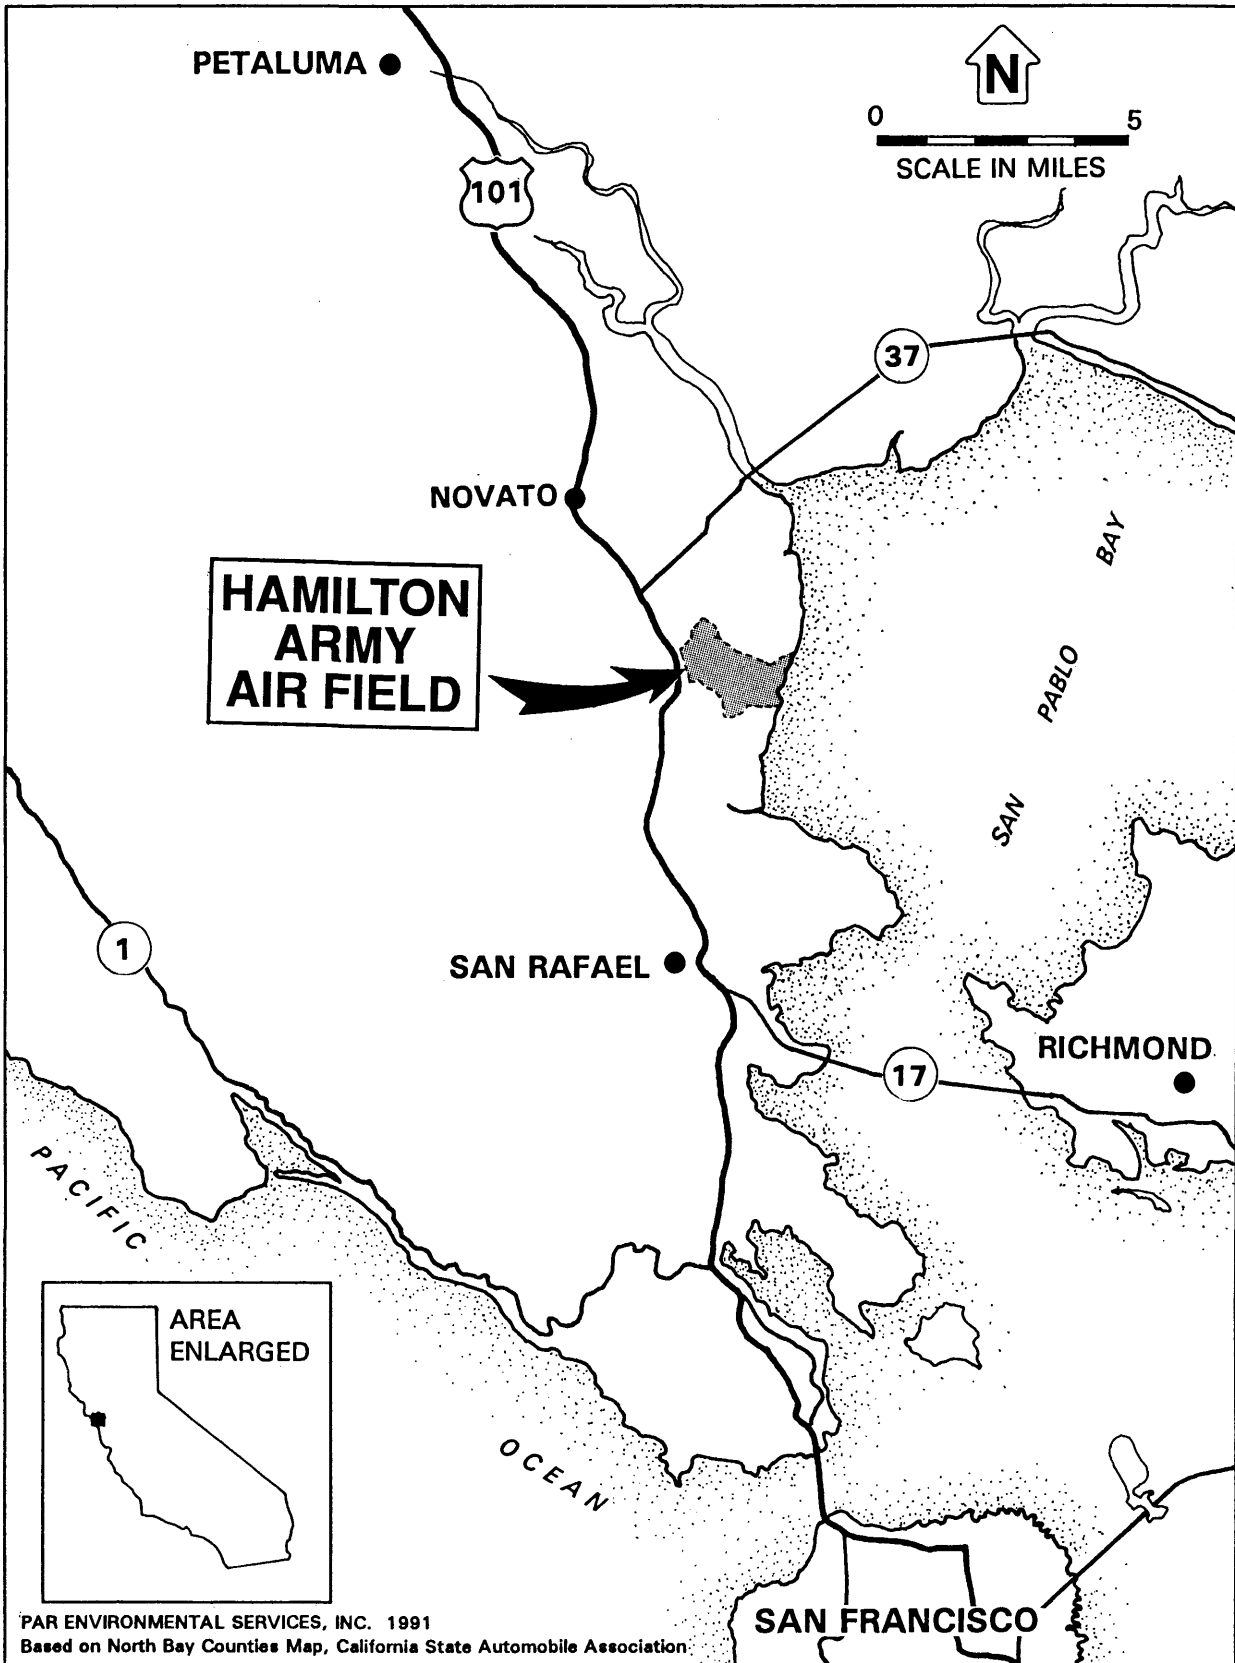 PETALUMA
N
0 5
SCALE IN MILES
101
37
NOVATO
HAMILTON
ARMY
AIR FIELD
SAN PABLO BAY
1
SAN RAFAEL
RICHMOND
17
PACIFIC
OCEAN
AREA
ENLARGED
SAN FRANCISCO
PAR ENVIRONMENTAL SERVICES, INC. 1991
Based on North Bay Counties Map, California State Automobile Association